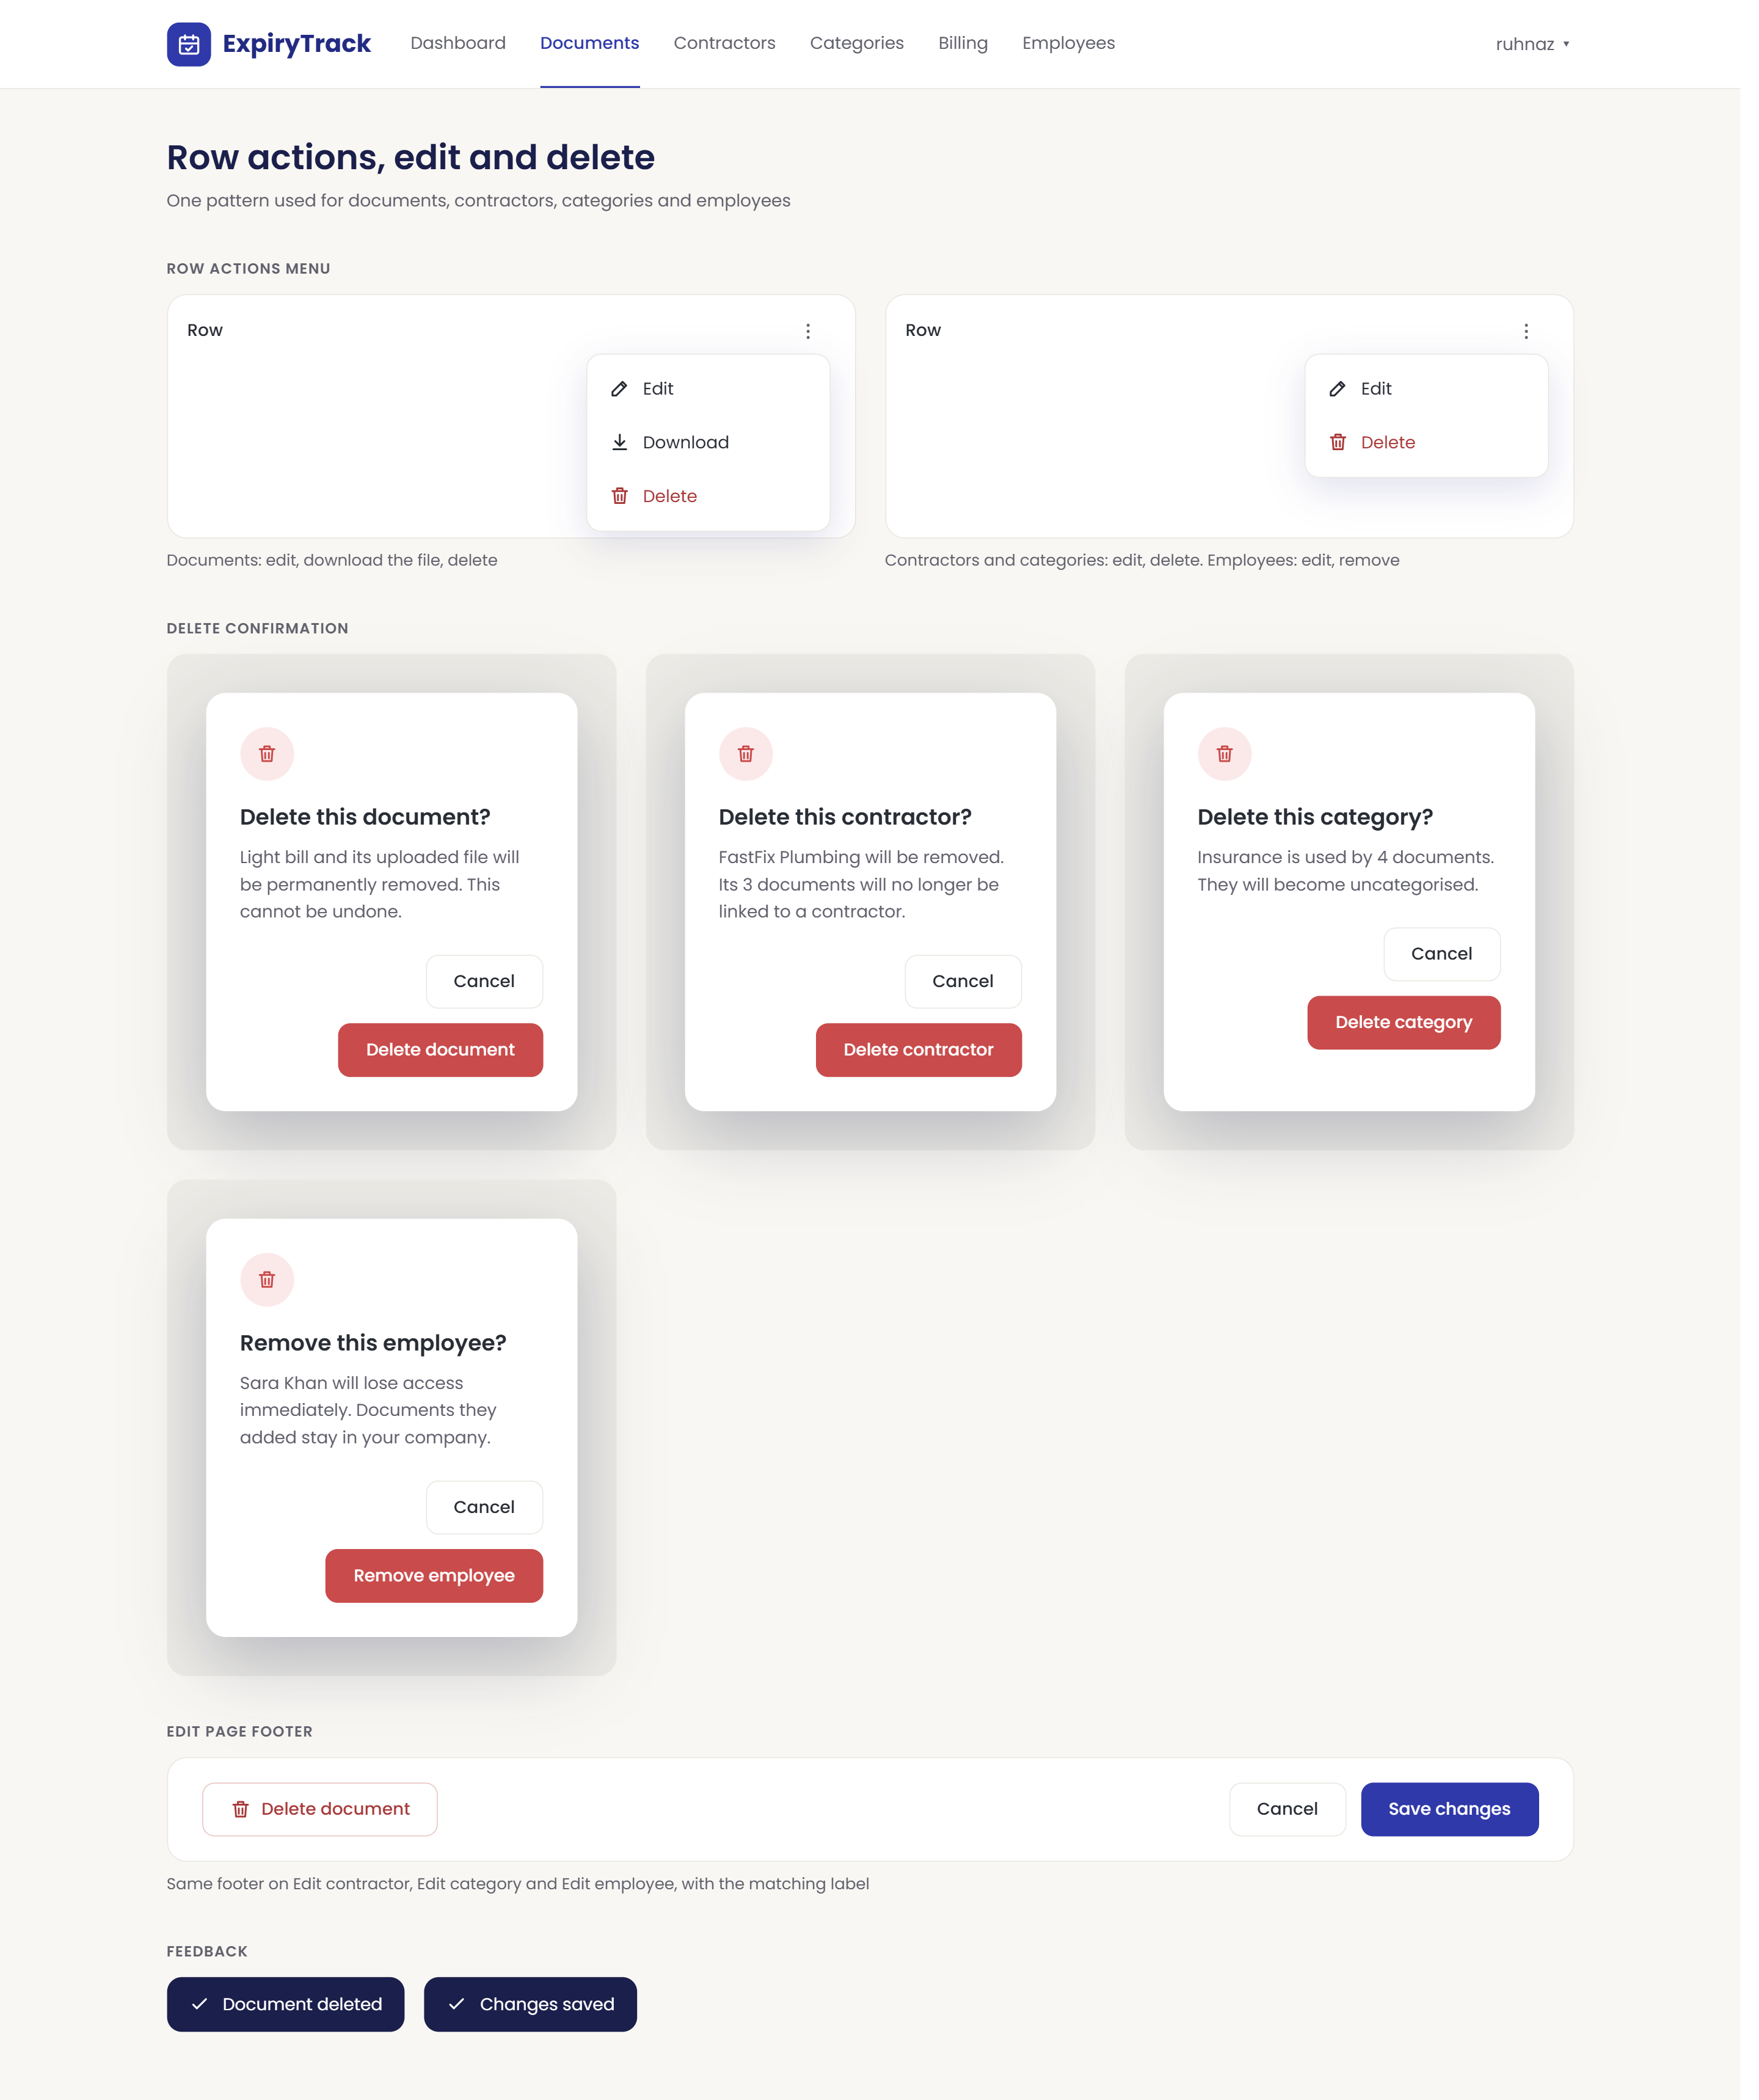 ExpiryTrack
Dashboard
Documents
Contractors
Categories
Billing
Employees
ruhnaz
Row actions, edit and delete
One pattern used for documents, contractors, categories and employees
ROW ACTIONS MENU
Row
Edit
Download
Delete
Documents: edit, download the file, delete
Row
Edit
Delete
Contractors and categories: edit, delete. Employees: edit, remove
DELETE CONFIRMATION
Delete this document?
Light bill and its uploaded file will
be permanently removed. This
cannot be undone.
Cancel
Delete document
Delete this contractor?
FastFix Plumbing will be removed.
Its 3 documents will no longer be
linked to a contractor.
Cancel
Delete contractor
Delete this category?
Insurance is used by 4 documents.
They will become uncategorised.
Cancel
Delete category
Remove this employee?
Sara Khan will lose access
immediately. Documents they
added stay in your company.
Cancel
Remove employee
EDIT PAGE FOOTER
Delete document
Cancel
Save changes
Same footer on Edit contractor, Edit category and Edit employee, with the matching label
FEEDBACK
Document deleted
Changes saved